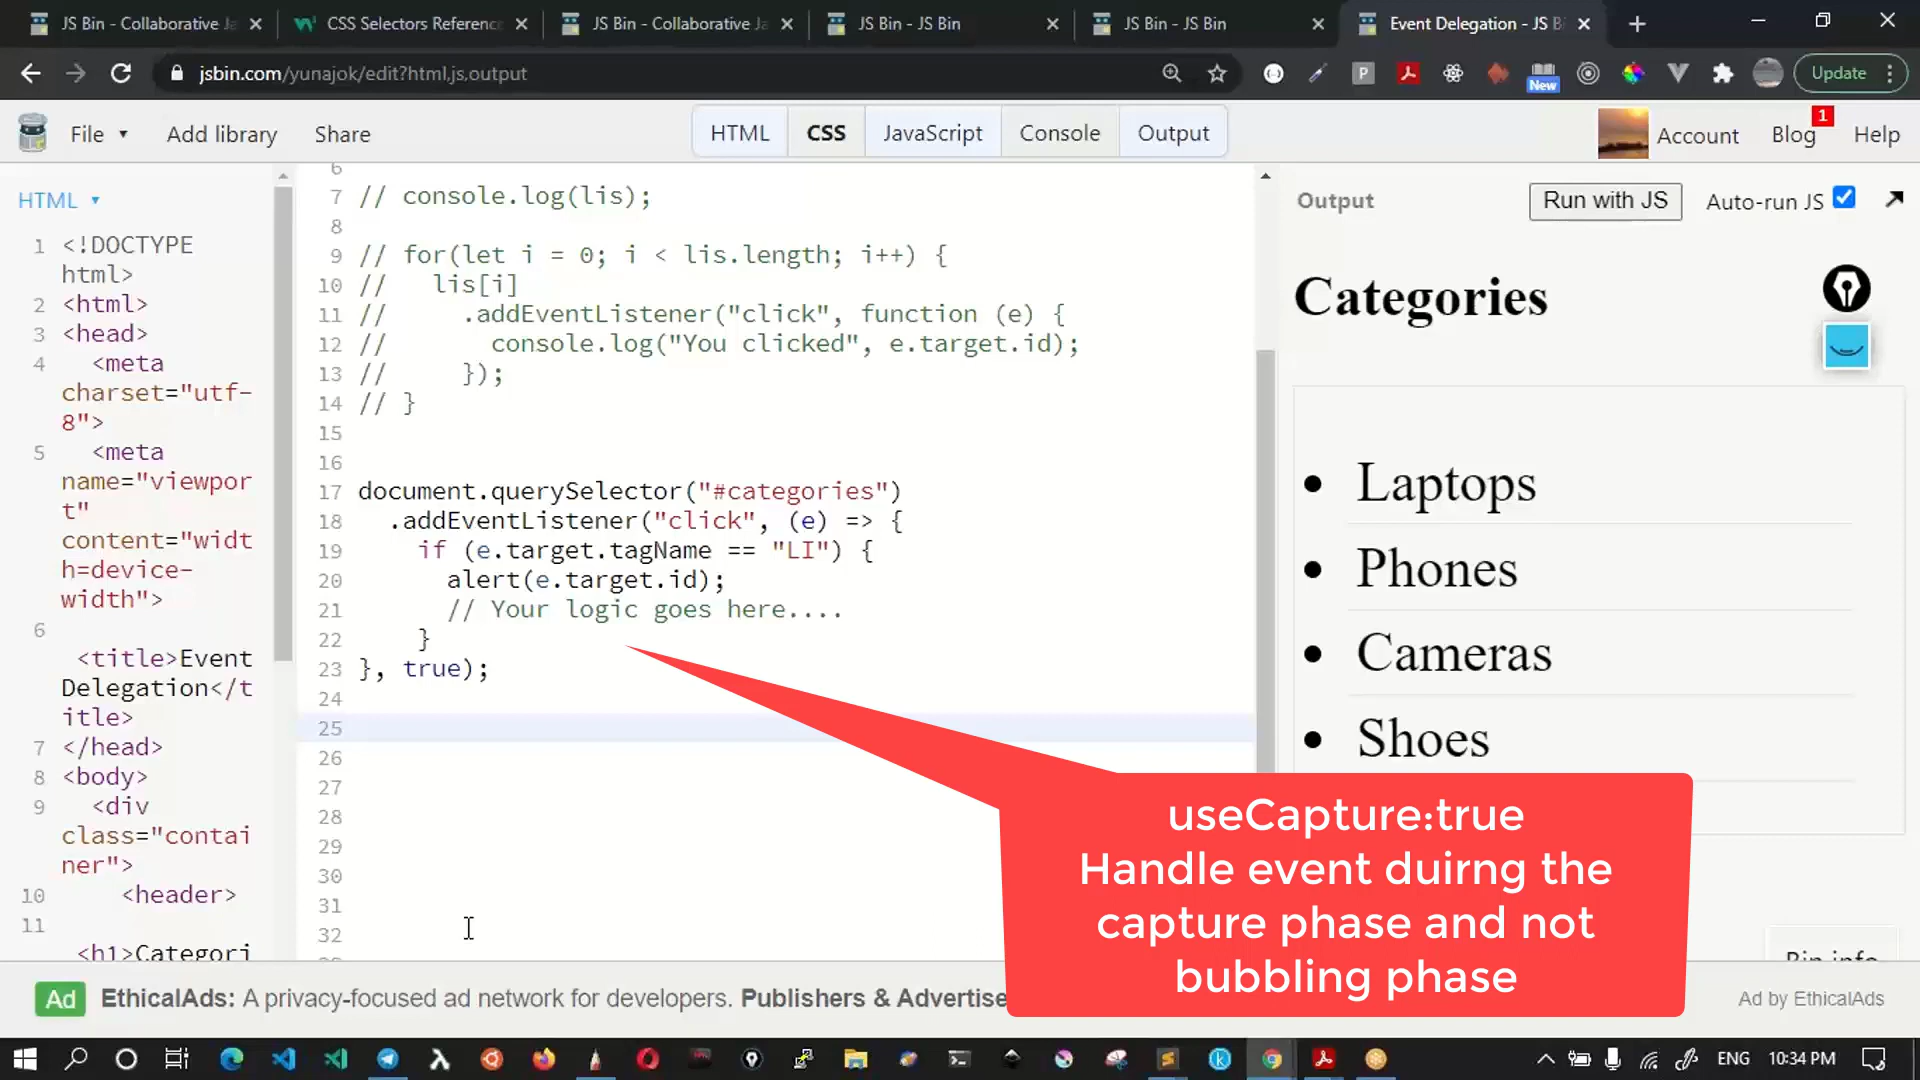 JS Bin - Collaborative Ja
CSS Selectors Reference
JS Bin - Collaborative Ja
JS Bin - JS Bin
JS Bin - JS Bin
Event Delegation - JS B
jsbin.com/yunajok/edit?html,js,output
New
Update
File
Add library
Share
HTML
CSS
JavaScript
Console
Output
Account
1
Blog
Help
HTML
1 <!DOCTYPE
html>
2 <html>
3 <head>
4 <meta
charset="utf-
8">
5 <meta
name="viewpor
t"
content="widt
h=device-
width">
6
<title>Event
Delegation</t
itle>
7 </head>
8 <body>
9 <div
class="contai
ner">
10 <header>
11
<h1>Categori
6
7 // console.log(lis);
8
9 // for(let i = 0; i < lis.length; i++) {
10 // lis[i]
11 // .addEventListener("click", function (e) {
12 // console.log("You clicked", e.target.id);
13 // });
14 // }
15
16
17 document.querySelector("#categories")
18 .addEventListener("click", (e) => {
19 if (e.target.tagName == "LI") {
20 alert(e.target.id);
21 // Your logic goes here....
22 }
23 }, true);
24
25
26
27
28
29
30
31
32
Output
Run with JS
Auto-run JS
Categories
Laptops
Phones
Cameras
Shoes
useCapture:true
Handle event duirng the
capture phase and not
bubbling phase
Bin info
Ad
EthicalAds: A privacy-focused ad network for developers. Publishers & Advertise
Ad by EthicalAds
ENG
10:34 PM